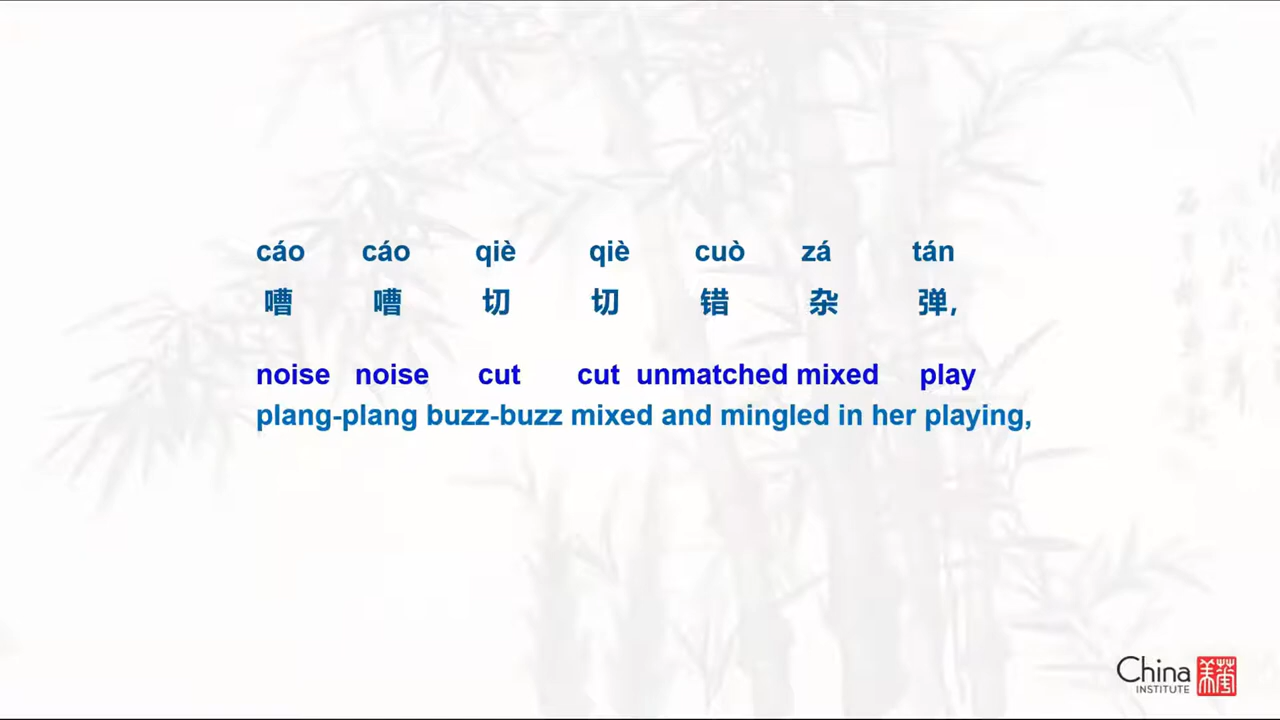 cáo cáo qiè qiè cuò zá tán
嘈 嘈 切 切 错 杂 弹,
noise noise cut cut unmatched mixed play
plang-plang buzz-buzz mixed and mingled in her playing,
China
INSTITUTE